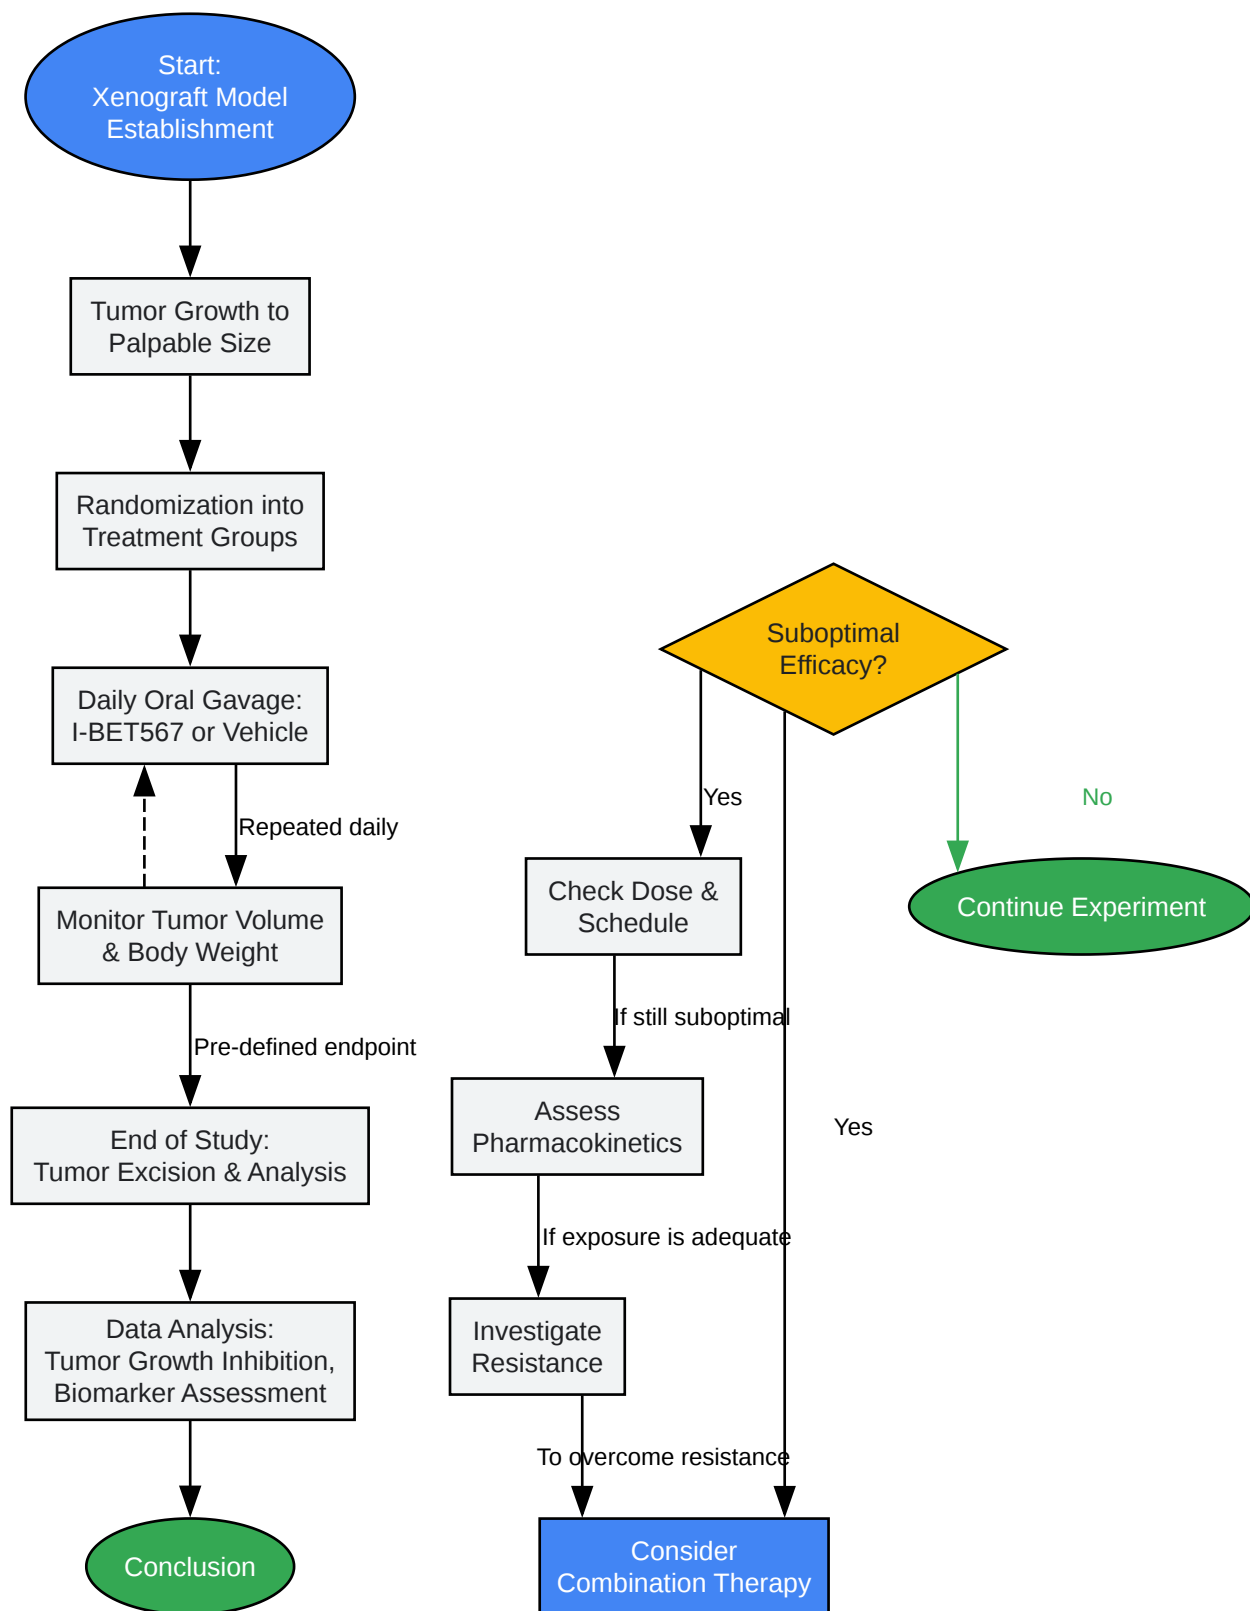 Start:
Xenograft Model
Establishment
Tumor Growth to
Palpable Size
Randomization into
Treatment Groups
Daily Oral Gavage:
I-BET567 or Vehicle
Repeated daily
Monitor Tumor Volume
& Body Weight
Pre-defined endpoint
End of Study:
Tumor Excision & Analysis
Data Analysis:
Tumor Growth Inhibition,
Biomarker Assessment
Conclusion
Suboptimal
Efficacy?
Yes
No
Check Dose &
Schedule
Continue Experiment
If still suboptimal
Assess
Pharmacokinetics
Yes
If exposure is adequate
Investigate
Resistance
To overcome resistance
Consider
Combination Therapy